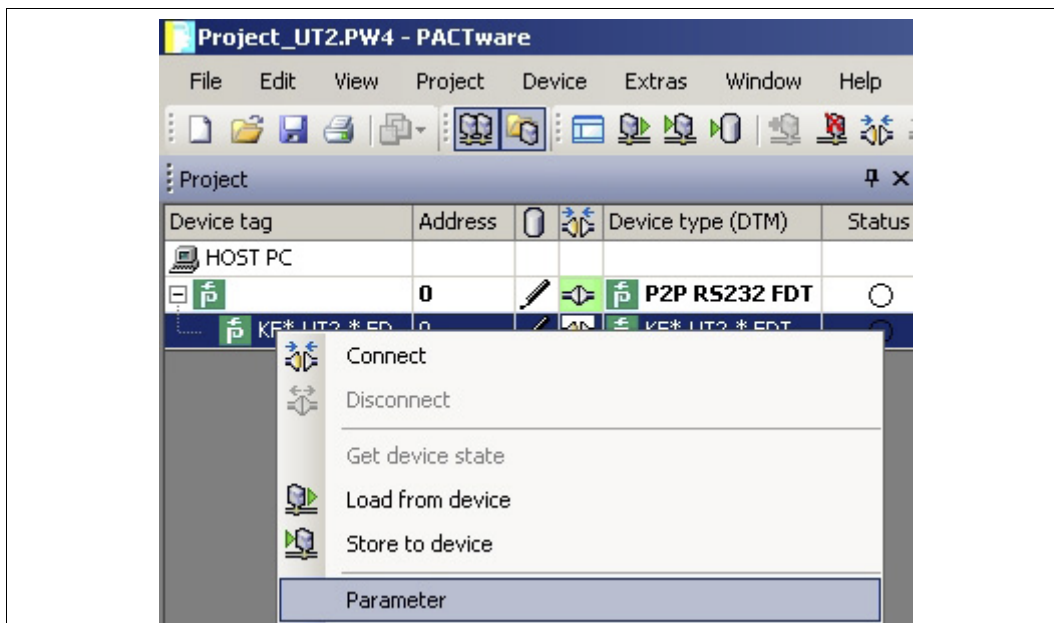 Project_UT2.PW4 - PACTware
File Edit View Project Device Extras Window Help
Project
Device tag Address Device type (DTM) Status
HOST PC
0 P2P RS232 FDT
0
Connect
Disconnect
Get device state
Load from device
Store to device
Parameter